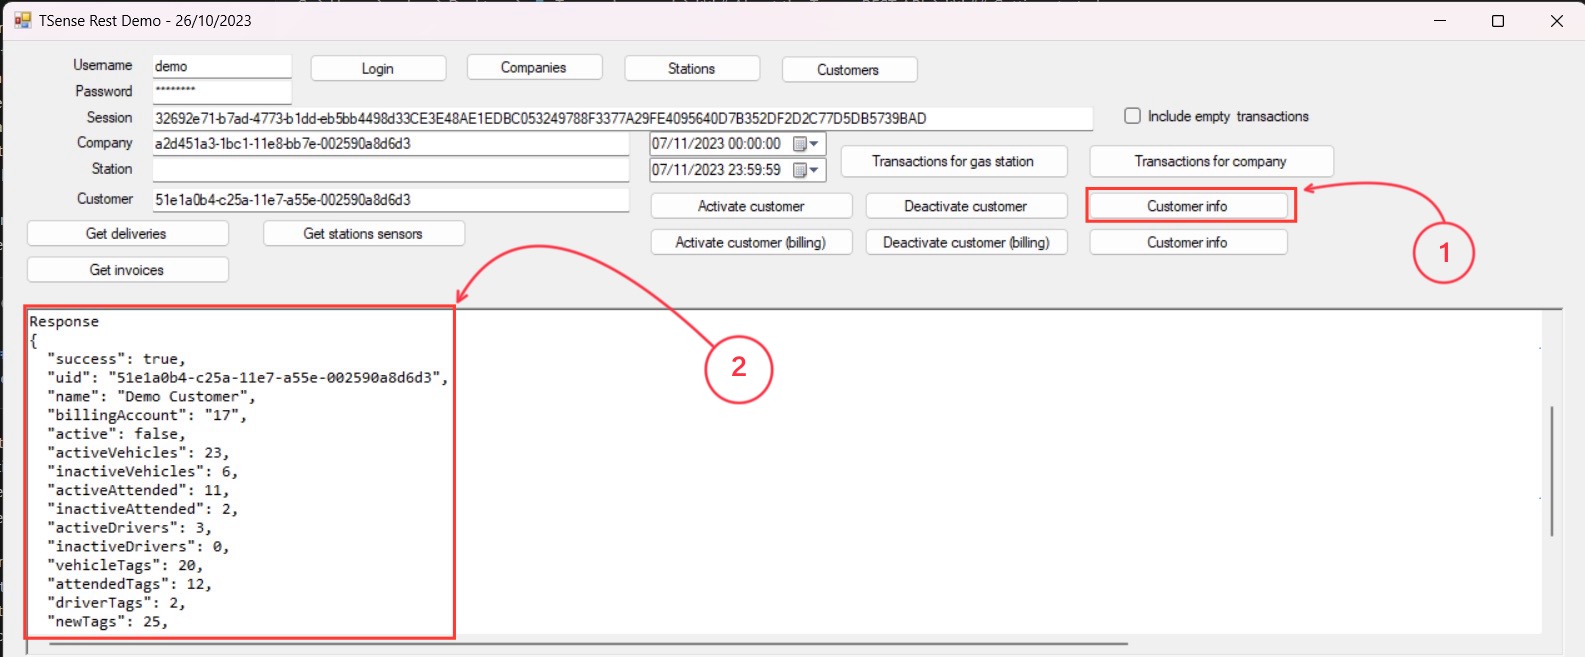 TSense Rest Demo - 26/10/2023
Username demo Login Companies Stations Customers
Password ********
Session 32692e71-b7ad-4773-b1dd-eb5bb4498d33CE3E48AE1EDBC053249788F3377A29FE4095640D7B352DF2D2C77D5DB5739BAD Include empty transactions
Company a2d451a3-1bc1-11e8-bb7e-002590a8d6d3 07/11/2023 00:00:00
Transactions for gas station Transactions for company
Station 07/11/2023 23:59:59
Customer 51e1a0b4-c25a-11e7-a55e-002590a8d6d3 Activate customer Deactivate customer Customer info
Get deliveries Get stations sensors Activate customer (billing) Deactivate customer (billing) Customer info
1
Get invoices
Response
{
"success": true,
"uid": "51e1a0b4-c25a-11e7-a55e-002590a8d6d3",
"name": "Demo Customer",
"billingAccount": "17",
"active": false,
"activeVehicles": 23,
"inactiveVehicles": 6,
"activeAttended": 11,
"inactiveAttended": 2,
"activeDrivers": 3,
"inactiveDrivers": 0,
"vehicleTags": 20,
"attendedTags": 12,
"driverTags": 2,
"newTags": 25,
2